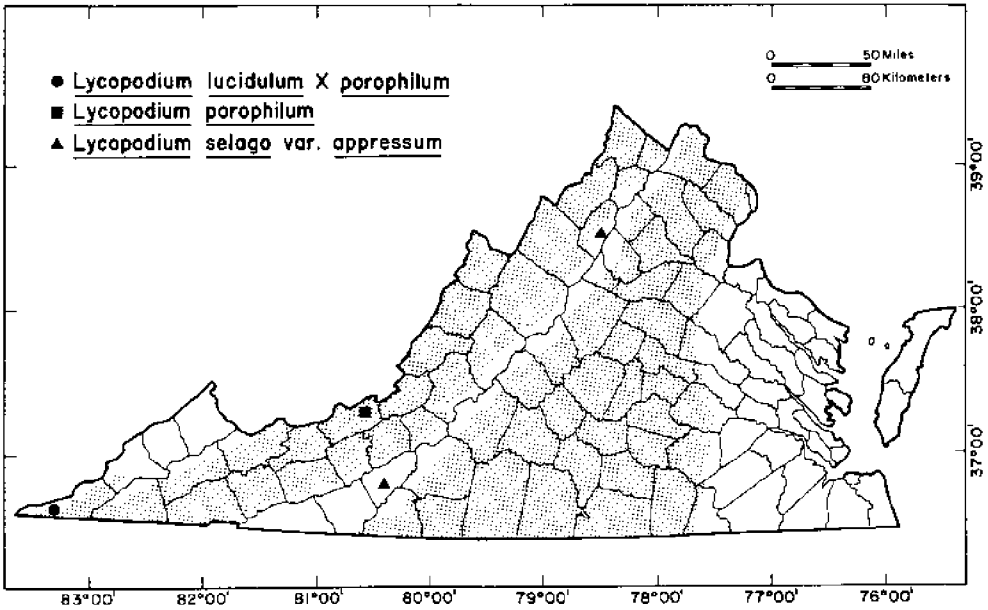 0 50 Miles
0 80 Kilometers
● Lycopodium lucidulum X porophilum
■ Lycopodium porophilum
▲ Lycopodium selago var. appressum
39°00'
38°00'
37°00'
83°00' 82°00' 81°00' 80°00' 79°00' 78°00' 77°00' 76°00'